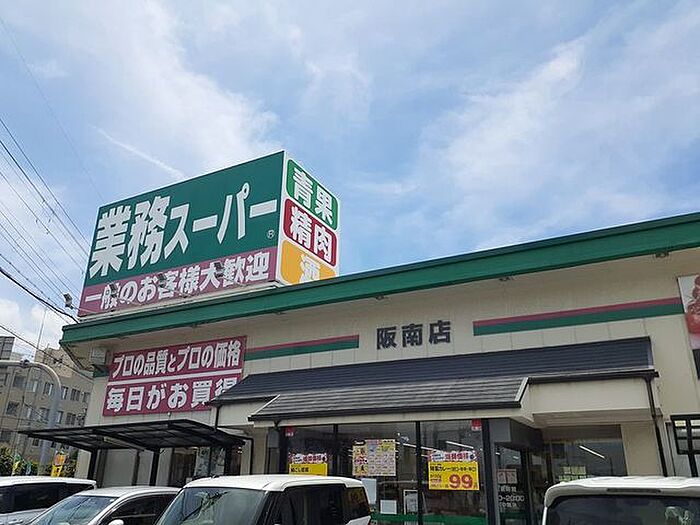 業務スーパー
一般のお客様大歓迎
青果
精肉
酒
阪南店
プロの品質とプロの価格
毎日がお買得
99